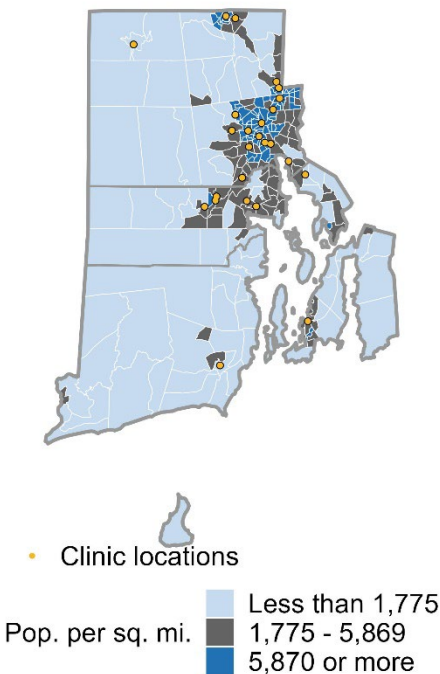 Clinic locations
Pop. per sq. mi.
Less than 1,775
1,775 - 5,869
5,870 or more